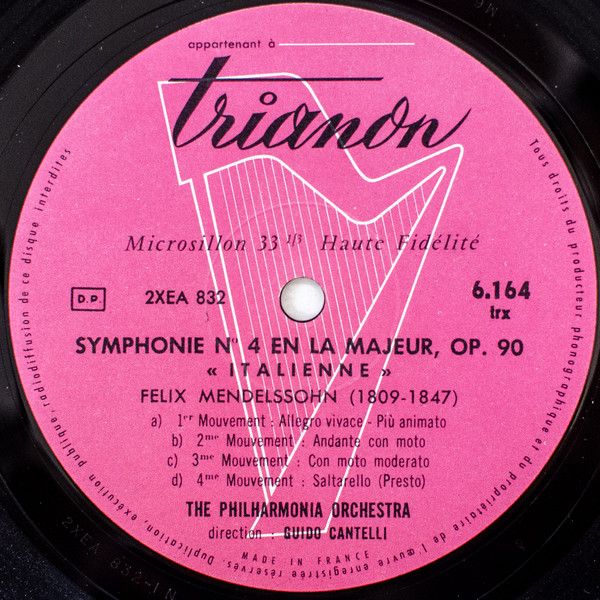 appartenant à
trianon
Microsillon 33 1/3 Haute Fidélité
D.P.
2XEA 832
6.164
trx
SYMPHONIE N° 4 EN LA MAJEUR, OP. 90
« ITALIENNE »
FELIX MENDELSSOHN (1809-1847)
a) 1er Mouvement : Allegro vivace - Più animato
b) 2me Mouvement : Andante con moto
c) 3me Mouvement : Con moto moderato
d) 4me Mouvement : Saltarello (Presto)
THE PHILHARMONIA ORCHESTRA
direction GUIDO CANTELLI
MADE IN FRANCE
Tous droits du producteur phonographique et du propriétaire de l'œuvre enregistrée réservés. Duplication, exécution publique, radiodiffusion de ce disque interdites